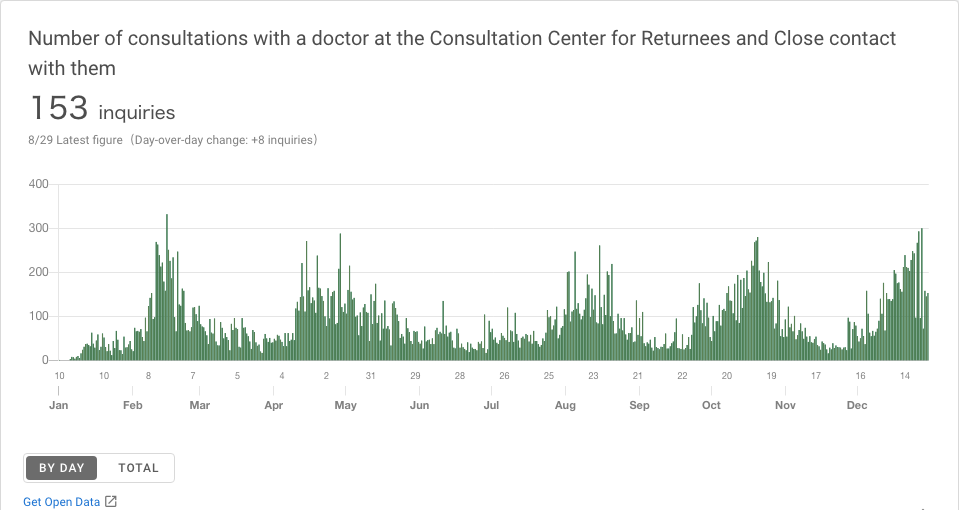 Number of consultations with a doctor at the Consultation Center for Returnees and Close contact
with them
153 inquiries
8/29 Latest figure（Day-over-day change: +8 inquiries）
400
300
200
100
0
10 10 8 7 5 4 2 31 29 28 26 25 23 21 22 20 19 17 16 14
Jan Feb Mar Apr May Jun Jul Aug Sep Oct Nov Dec
BY DAY TOTAL
Get Open Data